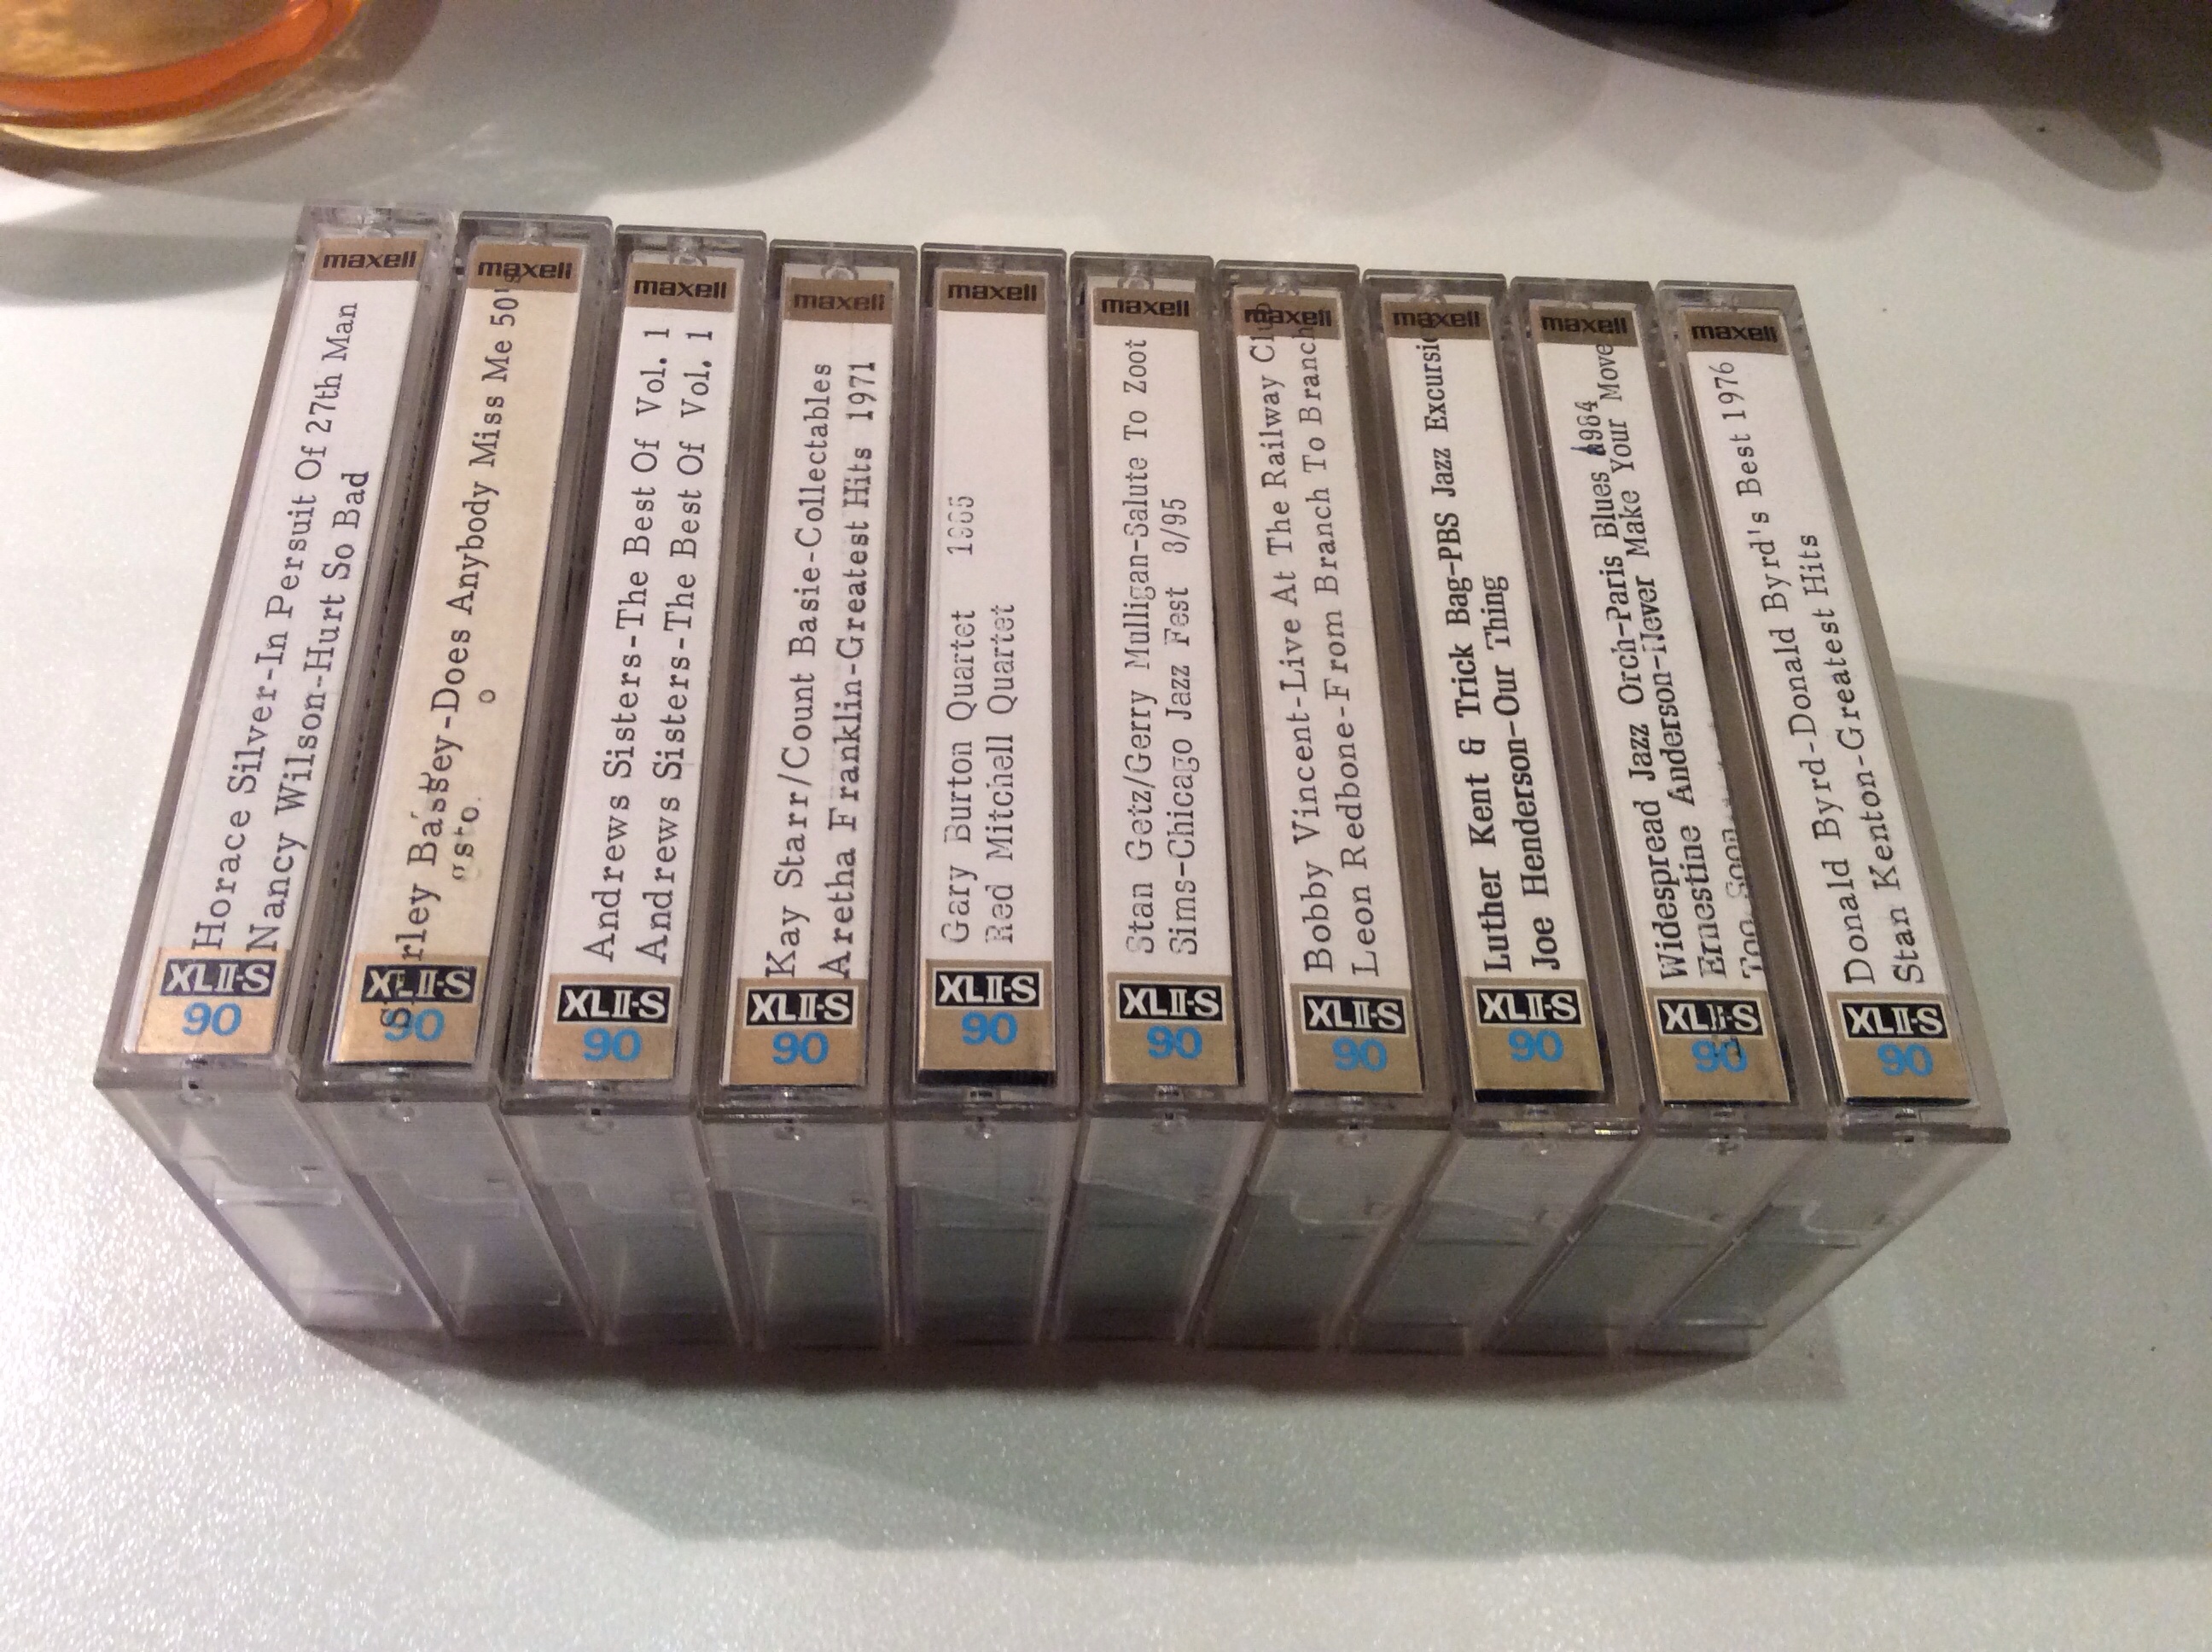 maxell
Horace Silver-In Persuit Of 27th Man
Nancy Wilson-Hurt So Bad
XLII-S
90
maxell
rley Bassey-Does Anybody Miss Me 50's
XLII-S
90
maxell
Andrews Sisters-The Best Of Vol. 1
Andrews Sisters-The Best Of Vol. 1
XLII-S
90
maxell
Kay Starr/Count Basie-Collectables
Aretha Franklin-Greatest Hits 1971
XLII-S
90
maxell
Gary Burton Quartet
Red Mitchell Quartet
XLII-S
90
maxell
Stan Getz/Gerry Mulligan-Salute To Zoot
Sims-Chicago Jazz Fest 8/95
XLII-S
90
maxell
Bobby Vincent-Live At The Railway Club
Leon Redbone-From Branch To Branch
XLII-S
90
maxell
Luther Kent & Trick Bag-PBS Jazz Excursi
Joe Henderson-Our Thing
XLII-S
90
maxell
Widespread Jazz Orch-Paris Blues 1984
Ernestine Anderson-Never Make Your Move
Too Soon
XLII-S
90
maxell
Donald Byrd-Donald Byrd's Best 1976
Stan Kenton-Greatest Hits
XLII-S
90